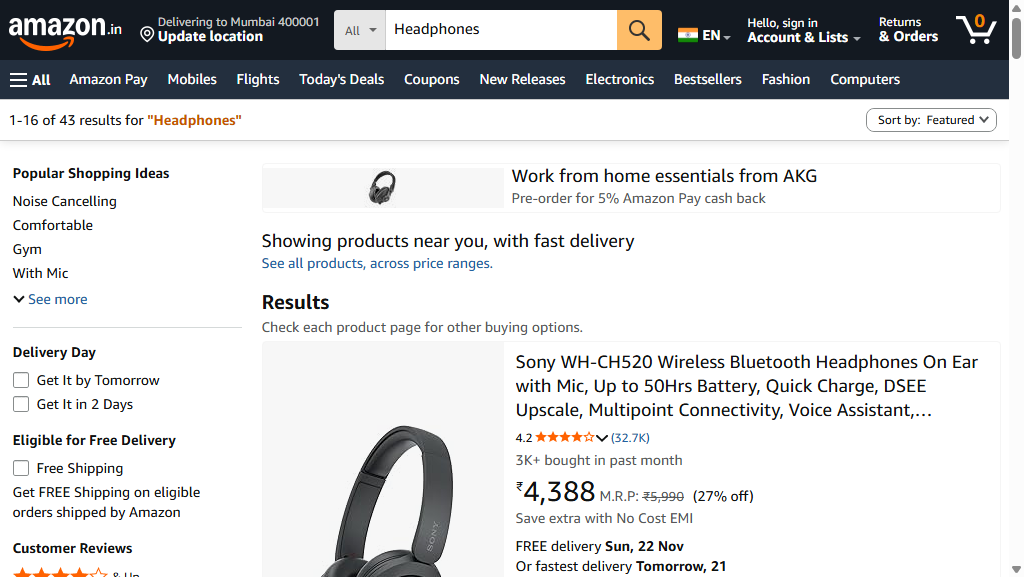 amazon.in
Delivering to Mumbai 400001
Update location
All
Headphones
EN
Hello, sign in
Account & Lists
Returns
& Orders
0
All Amazon Pay Mobiles Flights Today's Deals Coupons New Releases Electronics Bestsellers Fashion Computers
1-16 of 43 results for "Headphones"
Sort by: Featured
Popular Shopping Ideas
Noise Cancelling
Comfortable
Gym
With Mic
See more
Delivery Day
Get It by Tomorrow
Get It in 2 Days
Eligible for Free Delivery
Free Shipping
Get FREE Shipping on eligible
orders shipped by Amazon
Customer Reviews
& Up
Work from home essentials from AKG
Pre-order for 5% Amazon Pay cash back
Showing products near you, with fast delivery
See all products, across price ranges.
Results
Check each product page for other buying options.
SONY
Sony WH-CH520 Wireless Bluetooth Headphones On Ear
with Mic, Up to 50Hrs Battery, Quick Charge, DSEE
Upscale, Multipoint Connectivity, Voice Assistant,…
4.2 (32.7K)
3K+ bought in past month
₹4,388 M.R.P: ₹5,990 (27% off)
Save extra with No Cost EMI
FREE delivery Sun, 22 Nov
Or fastest delivery Tomorrow, 21